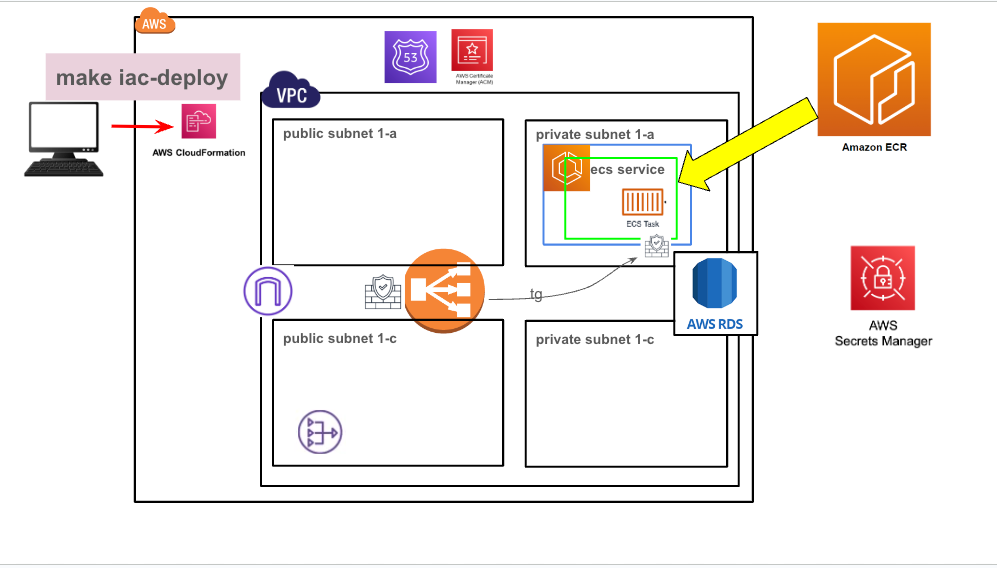 AWS
53
AWS Certificate
Manager (ACM)
make iac-deploy
AWS CloudFormation
VPC
public subnet 1-a
private subnet 1-a
ecs service
ECS Task
Amazon ECR
tg
AWS RDS
AWS
Secrets Manager
public subnet 1-c
private subnet 1-c